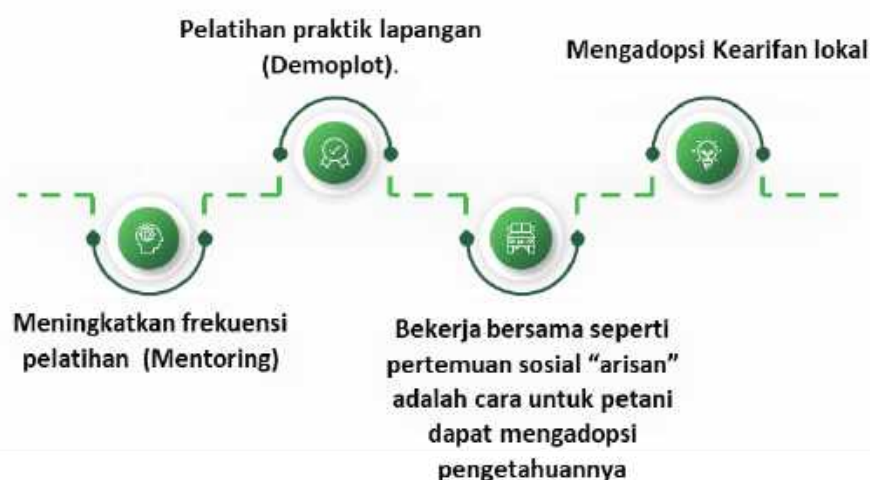 Pelatihan praktik lapangan
(Demoplot).
Mengadopsi Kearifan lokal
Meningkatkan frekuensi
pelatihan (Mentoring)
Bekerja bersama seperti
pertemuan sosial “arisan”
adalah cara untuk petani
dapat mengadopsi
pengetahuannya